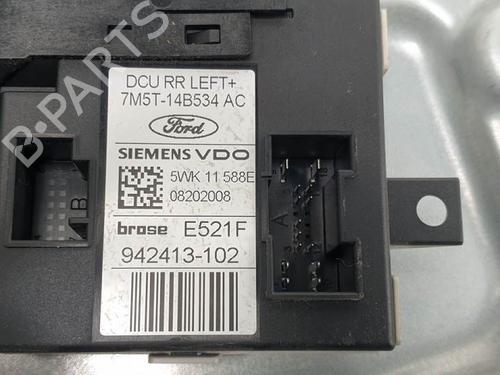 DCU RR LEFT+
7M5T-14B534 AC
Ford
SIEMENS VDO
5WK 11 588E
08202008
brose E521F
942413-102
A
B
B-PARTS